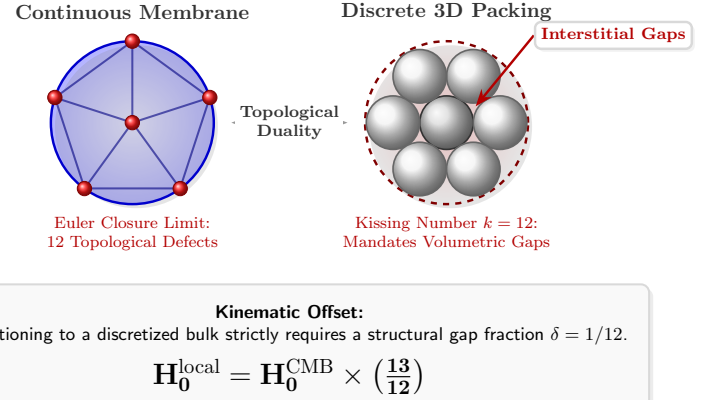 Continuous Membrane
Discrete 3D Packing
Interstitial Gaps
Topological
Duality
Euler Closure Limit:
12 Topological Defects
Kissing Number k = 12:
Mandates Volumetric Gaps
Kinematic Offset:
to a discretized bulk strictly requires a structural gap fraction δ = 1/12.
H₀^local = H₀^CMB × (13/12)